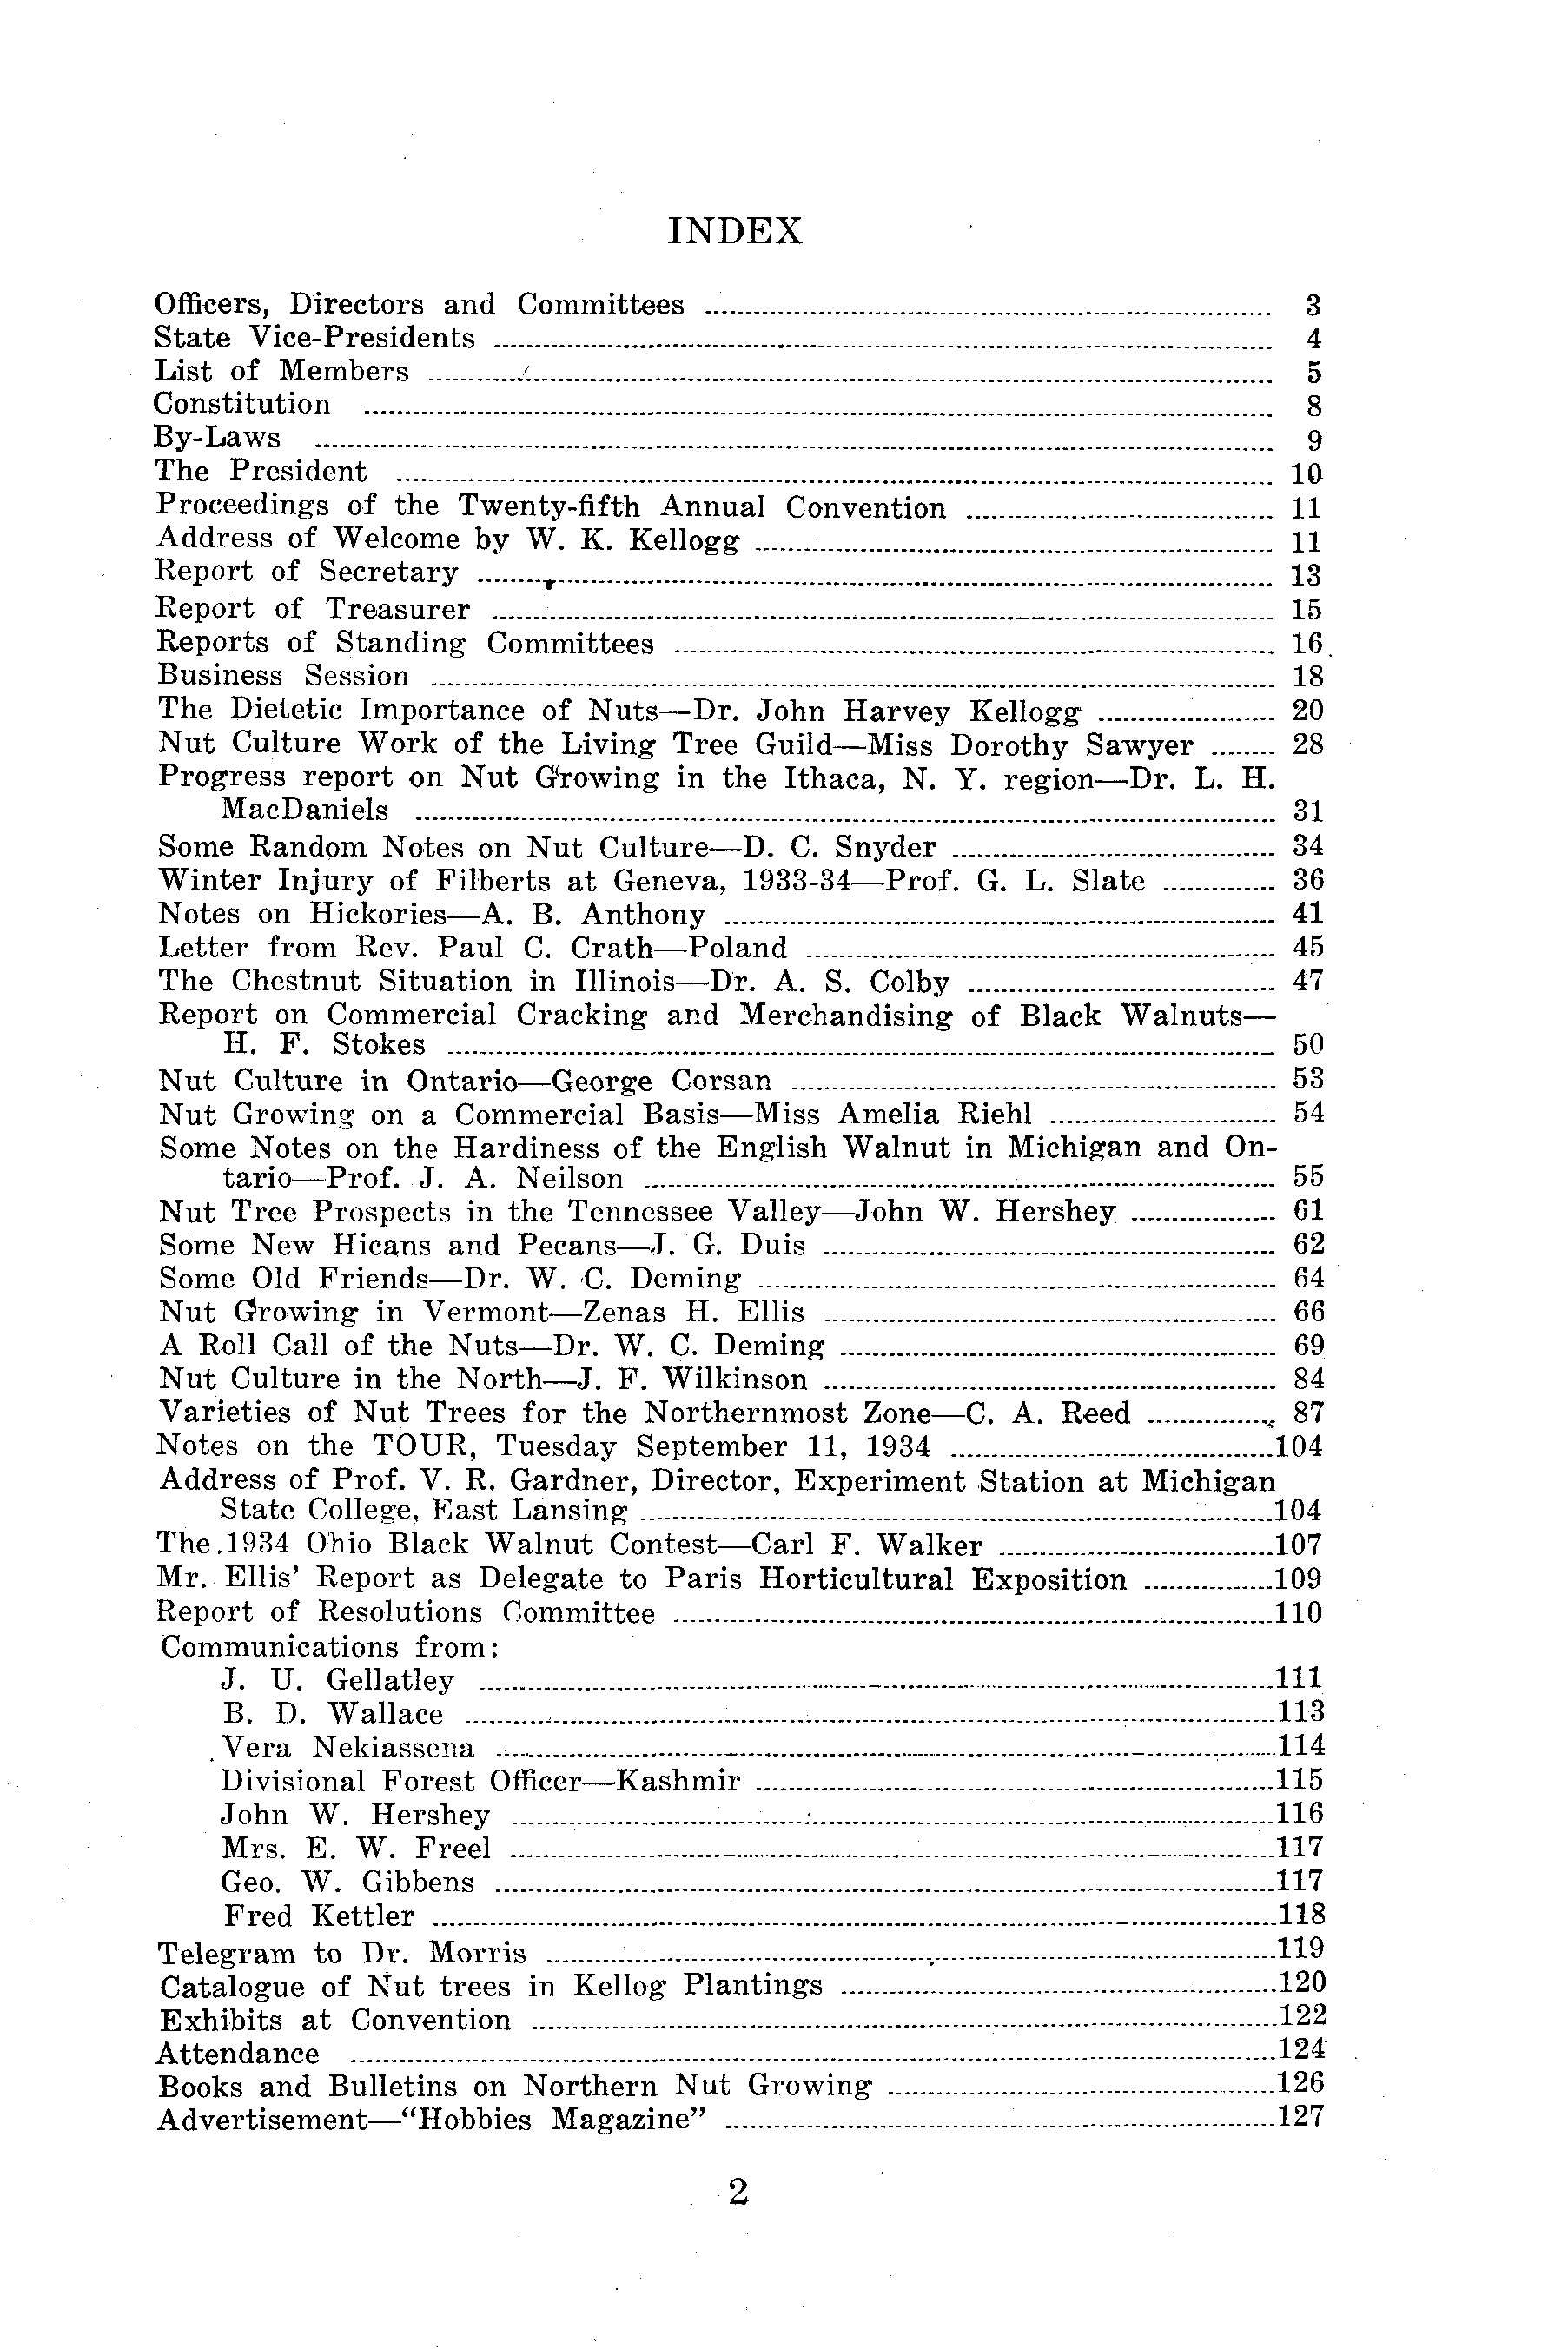 INDEX
Officers, Directors and Committees ........ 3
State Vice-Presidents ........ 4
List of Members ........ 5
Constitution ........ 8
By-Laws ........ 9
The President ........ 10
Proceedings of the Twenty-fifth Annual Convention ........ 11
Address of Welcome by W. K. Kellogg ........ 11
Report of Secretary ........ 13
Report of Treasurer ........ 15
Reports of Standing Committees ........ 16
Business Session ........ 18
The Dietetic Importance of Nuts—Dr. John Harvey Kellogg ........ 20
Nut Culture Work of the Living Tree Guild—Miss Dorothy Sawyer ........ 28
Progress report on Nut Growing in the Ithaca, N. Y. region—Dr. L. H.
MacDaniels ........ 31
Some Random Notes on Nut Culture—D. C. Snyder ........ 34
Winter Injury of Filberts at Geneva, 1933-34—Prof. G. L. Slate ........ 36
Notes on Hickories—A. B. Anthony ........ 41
Letter from Rev. Paul C. Crath—Poland ........ 45
The Chestnut Situation in Illinois—Dr. A. S. Colby ........ 47
Report on Commercial Cracking and Merchandising of Black Walnuts—
H. F. Stokes ........ 50
Nut Culture in Ontario—George Corsan ........ 53
Nut Growing on a Commercial Basis—Miss Amelia Riehl ........ 54
Some Notes on the Hardiness of the English Walnut in Michigan and On-
tario—Prof. J. A. Neilson ........ 55
Nut Tree Prospects in the Tennessee Valley—John W. Hershey ........ 61
Some New Hicans and Pecans—J. G. Duis ........ 62
Some Old Friends—Dr. W. C. Deming ........ 64
Nut Growing in Vermont—Zenas H. Ellis ........ 66
A Roll Call of the Nuts—Dr. W. C. Deming ........ 69
Nut Culture in the North—J. F. Wilkinson ........ 84
Varieties of Nut Trees for the Northernmost Zone—C. A. Reed ........ 87
Notes on the TOUR, Tuesday September 11, 1934 ........ 104
Address of Prof. V. R. Gardner, Director, Experiment Station at Michigan
State College, East Lansing ........ 104
The 1934 Ohio Black Walnut Contest—Carl F. Walker ........ 107
Mr. Ellis' Report as Delegate to Paris Horticultural Exposition ........ 109
Report of Resolutions Committee ........ 110
Communications from:
J. U. Gellatley ........ 111
B. D. Wallace ........ 113
Vera Nekiassena ........ 114
Divisional Forest Officer—Kashmir ........ 115
John W. Hershey ........ 116
Mrs. E. W. Freel ........ 117
Geo. W. Gibbens ........ 117
Fred Kettler ........ 118
Telegram to Dr. Morris ........ 119
Catalogue of Nut trees in Kellog Plantings ........ 120
Exhibits at Convention ........ 122
Attendance ........ 124
Books and Bulletins on Northern Nut Growing ........ 126
Advertisement—“Hobbies Magazine” ........ 127
2